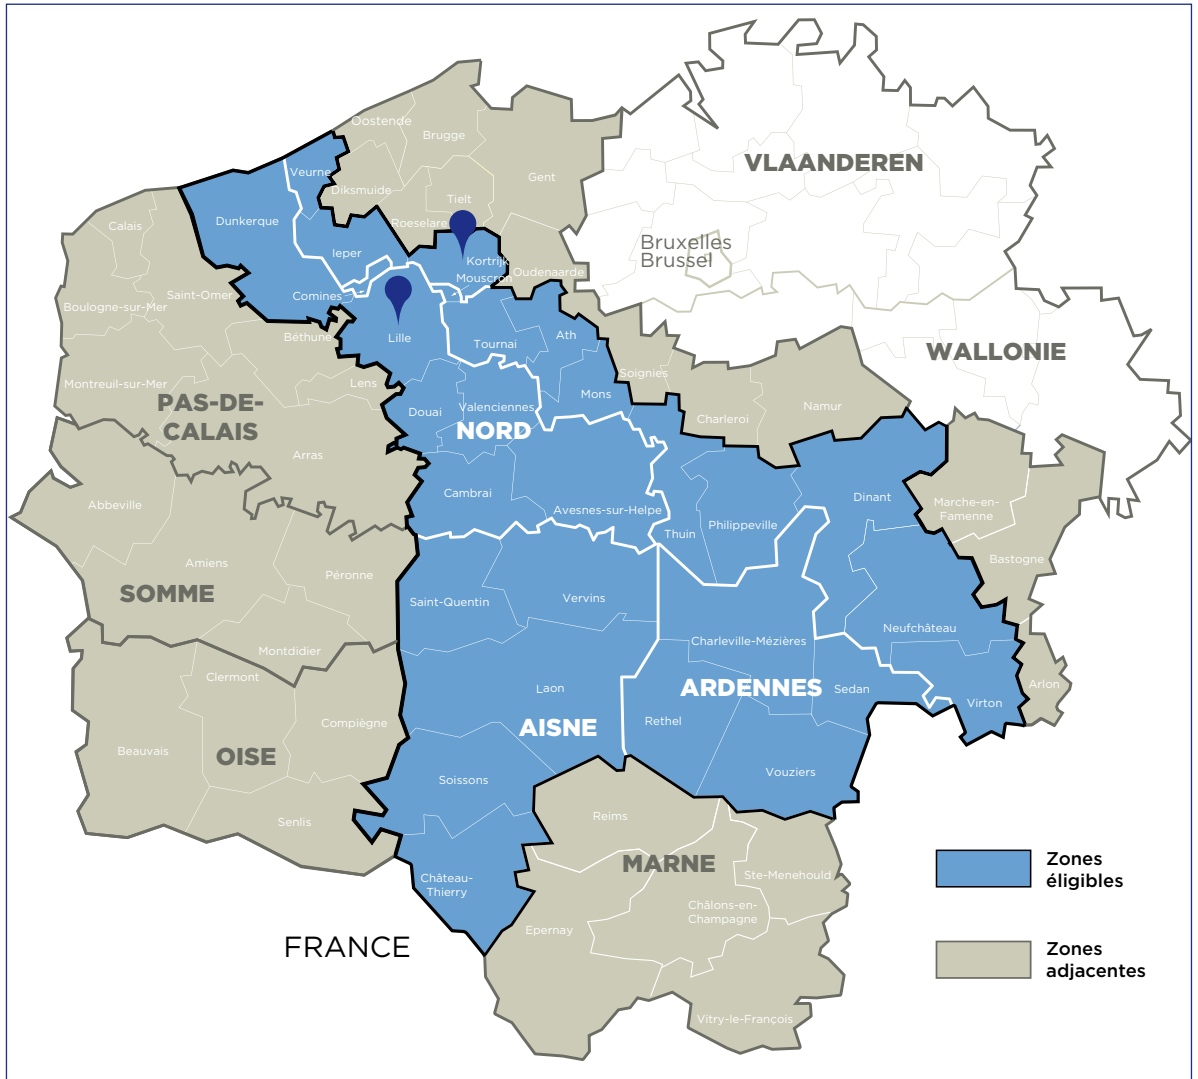 Oostende
Brugge
VLAANDEREN
Veurne
Diksmuide
Gent
Tielt
Calais
Dunkerque
Roeselare
Ieper
Bruxelles
Brussel
Kortrijk
Mouscron
Oudenaarde
Saint-Omer
Comines
Boulogne-sur-Mer
Béthune
Lille
Tournai
Ath
WALLONIE
Montreuil-sur-Mer
Lens
Soignies
PAS-DE-
CALAIS
Douai
Valenciennes
Mons
Charleroi
Namur
NORD
Arras
Abbeville
Cambrai
Avesnes-sur-Helpe
Thuin
Philippeville
Dinant
Marche-en-
Famenne
Bastogne
Amiens
Péronne
SOMME
Saint-Quentin
Vervins
Neufchâteau
Charleville-Mézières
Montdidier
Clermont
Laon
ARDENNES
Sedan
Arlon
Virton
Compiègne
AISNE
Rethel
Beauvais
OISE
Soissons
Vouziers
Senlis
Reims
MARNE
Château-
Thierry
Ste-Menehould
Châlons-en-
Champagne
Epernay
FRANCE
Vitry-le-François
Zones
éligibles
Zones
adjacentes